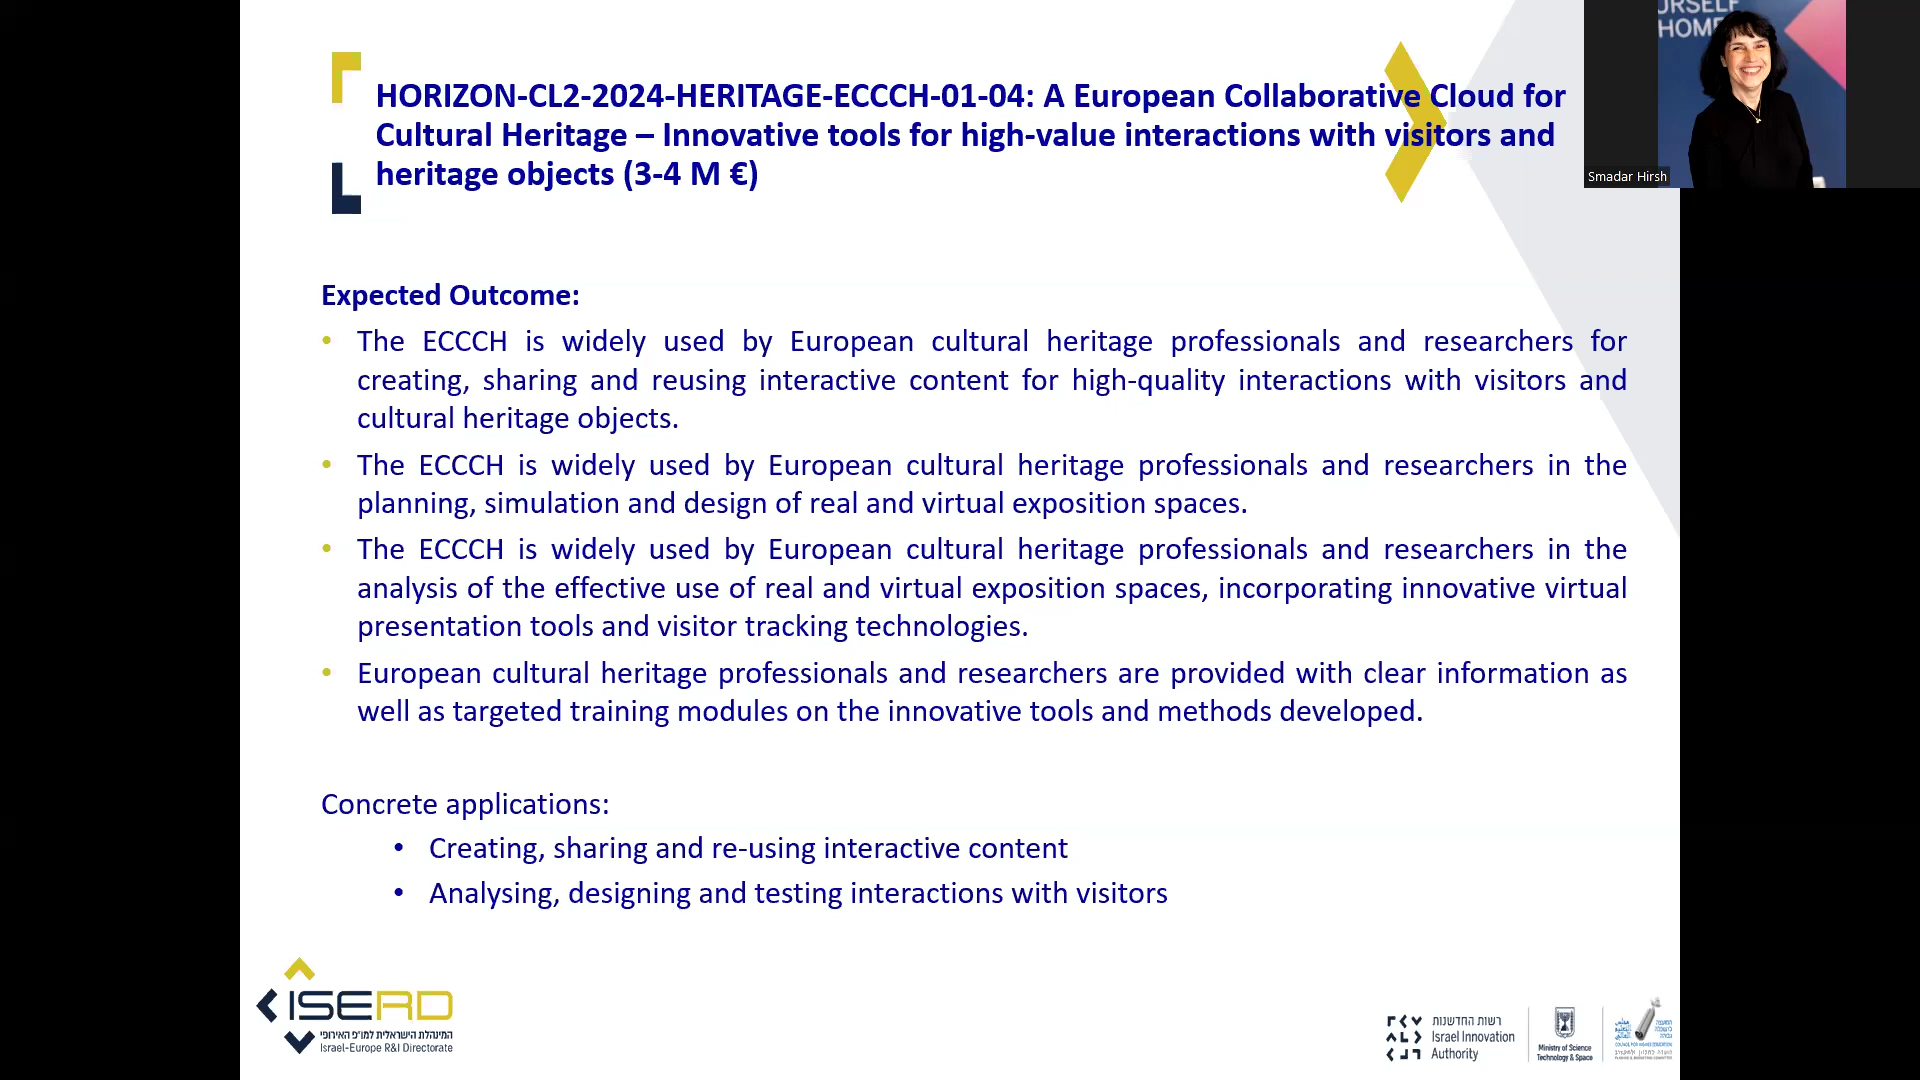 HORIZON-CL2-2024-HERITAGE-ECCCH-01-04: A European Collaborative Cloud for
Cultural Heritage – Innovative tools for high-value interactions with visitors and
heritage objects (3-4 M €)
URSELF
HOME
Smadar Hirsh
Expected Outcome:
• The ECCCH is widely used by European cultural heritage professionals and researchers for
creating, sharing and reusing interactive content for high-quality interactions with visitors and
cultural heritage objects.
• The ECCCH is widely used by European cultural heritage professionals and researchers in the
planning, simulation and design of real and virtual exposition spaces.
• The ECCCH is widely used by European cultural heritage professionals and researchers in the
analysis of the effective use of real and virtual exposition spaces, incorporating innovative virtual
presentation tools and visitor tracking technologies.
• European cultural heritage professionals and researchers are provided with clear information as
well as targeted training modules on the innovative tools and methods developed.
Concrete applications:
• Creating, sharing and re-using interactive content
• Analysing, designing and testing interactions with visitors
ISERD
המינהלת הישראלית למו"פ האירופי
Israel-Europe R&I Directorate
רשות החדשנות
Israel Innovation
Authority
Ministry of Science
Technology & Space